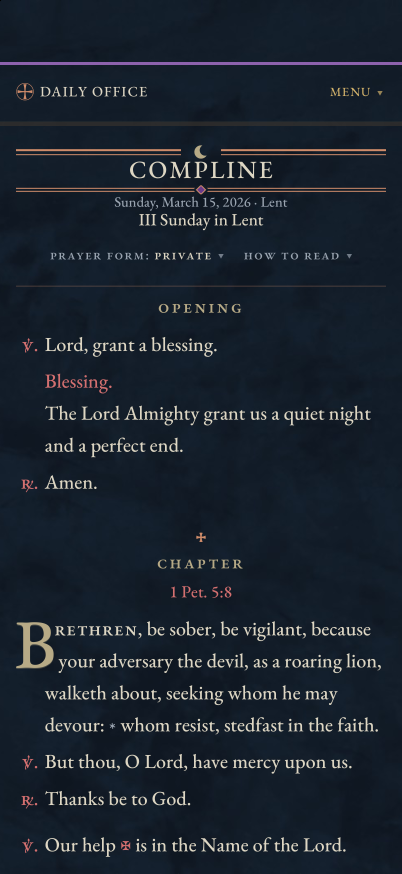 DAILY OFFICE
MENU ▼
COMPLINE
Sunday, March 15, 2026 · Lent
III Sunday in Lent
PRAYER FORM: PRIVATE ▼ HOW TO READ ▼
OPENING
℣. Lord, grant a blessing.
Blessing.
The Lord Almighty grant us a quiet night
and a perfect end.
℟. Amen.
✠
CHAPTER
1 Pet. 5:8
BRETHREN, be sober, be vigilant, because
your adversary the devil, as a roaring lion,
walketh about, seeking whom he may
devour: * whom resist, stedfast in the faith.
℣. But thou, O Lord, have mercy upon us.
℟. Thanks be to God.
℣. Our help ✠ is in the Name of the Lord.